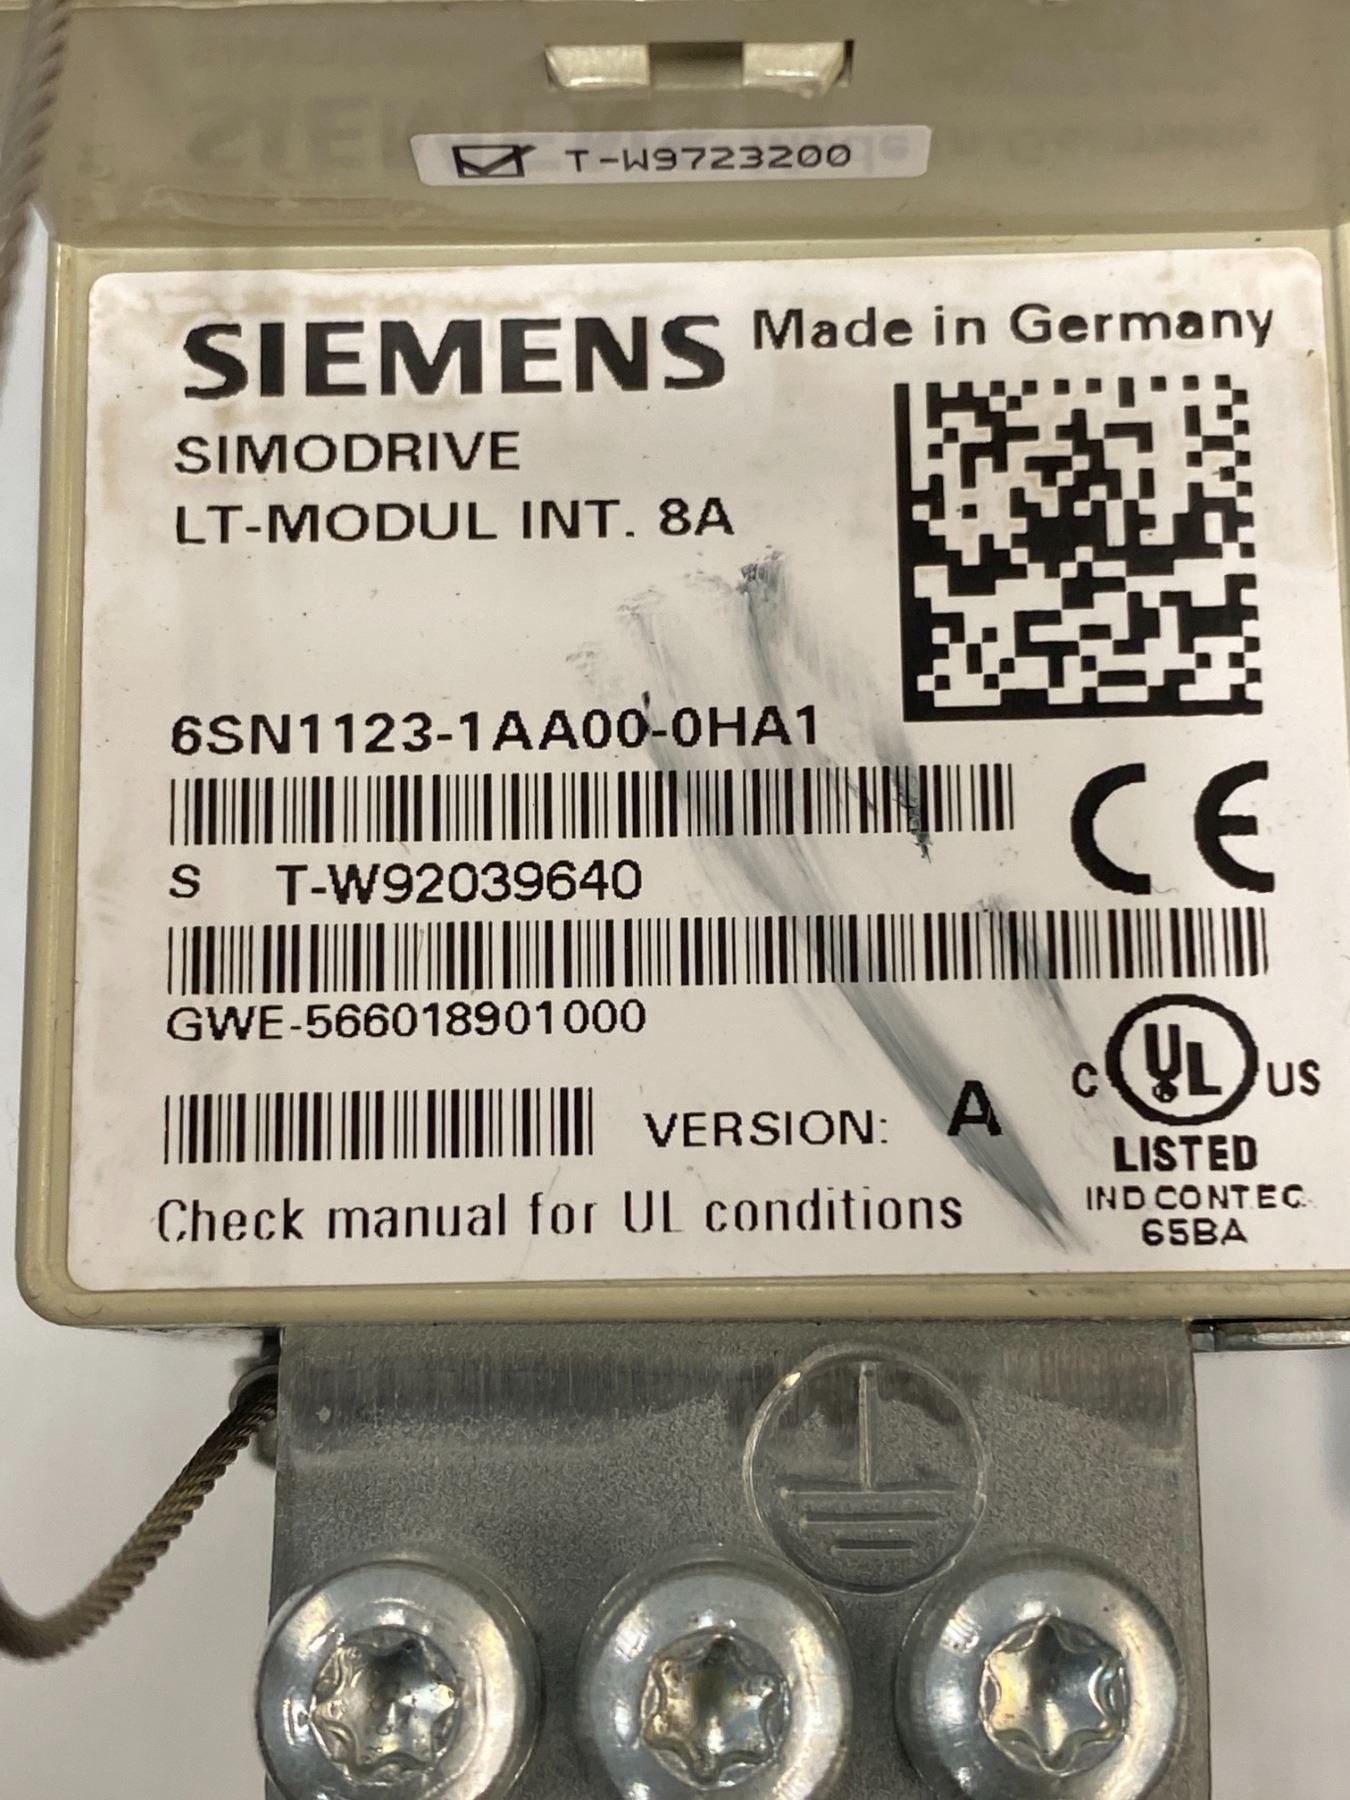 T-W9723200
SIEMENS Made in Germany
SIMODRIVE
LT-MODUL INT. 8A
6SN1123-1AA00-0HA1
S T-W92039640
GWE-566018901000
C UL US
LISTED
IND.CONT.EQ.
65BA
VERSION: A
Check manual for UL conditions